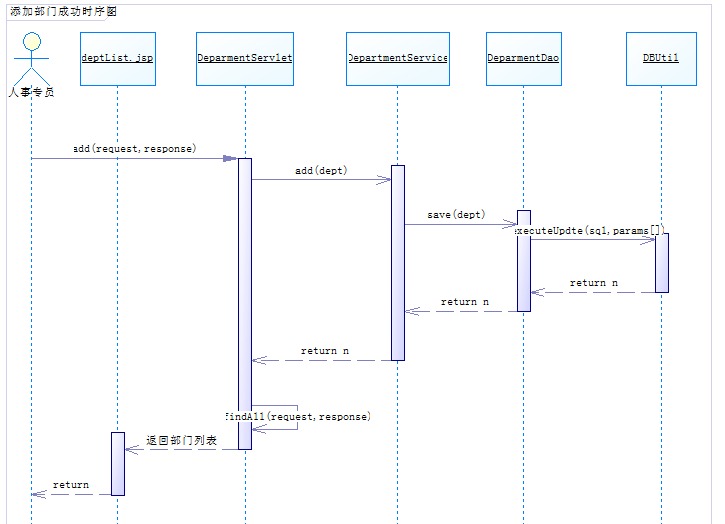 添加部门成功时序图
deptList.jsp
DeparmentServlet
DepartmentService
DeparmentDao
DBUtil
人事专员
add(request,response)
add(dept)
save(dept)
executeUpdte(sql,params[])
return n
return n
return n
findAll(request,response)
返回部门列表
return